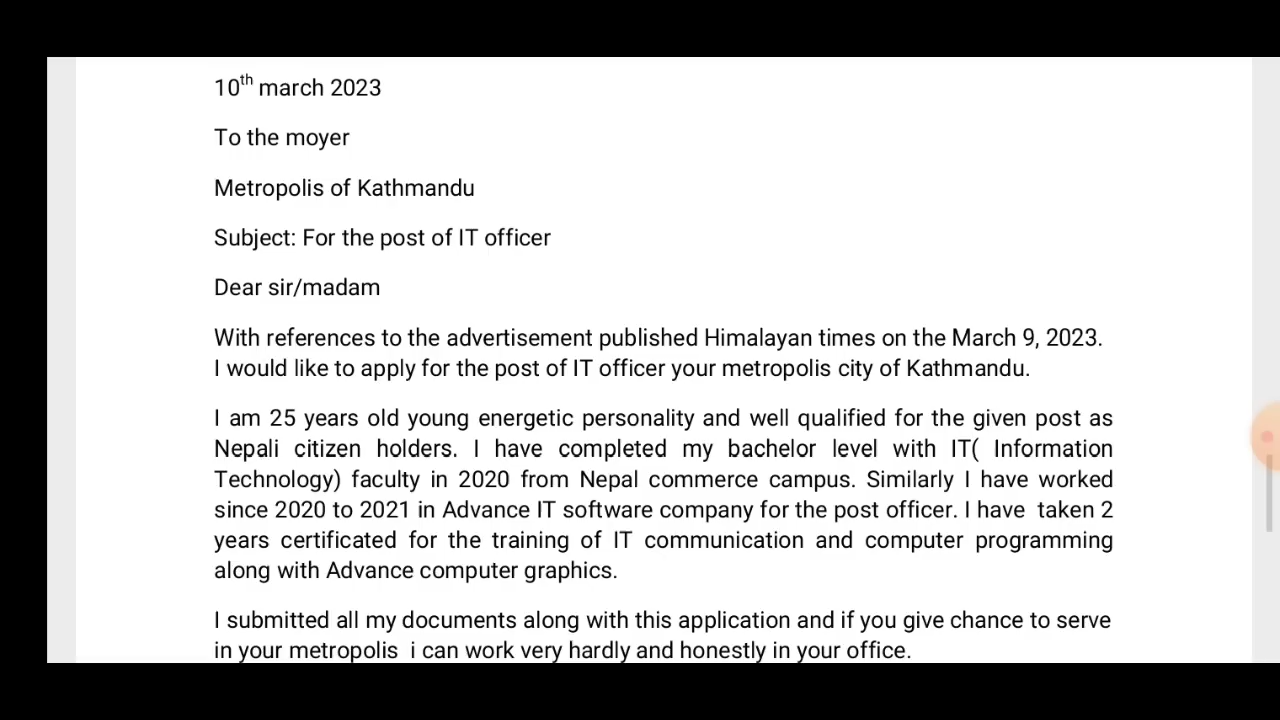 10th march 2023
To the moyer
Metropolis of Kathmandu
Subject: For the post of IT officer
Dear sir/madam
With references to the advertisement published Himalayan times on the March 9, 2023.
I would like to apply for the post of IT officer your metropolis city of Kathmandu.
I am 25 years old young energetic personality and well qualified for the given post as
Nepali citizen holders. I have completed my bachelor level with IT( Information
Technology) faculty in 2020 from Nepal commerce campus. Similarly I have worked
since 2020 to 2021 in Advance IT software company for the post officer. I have taken 2
years certificated for the training of IT communication and computer programming
along with Advance computer graphics.
I submitted all my documents along with this application and if you give chance to serve
in your metropolis i can work very hardly and honestly in your office.